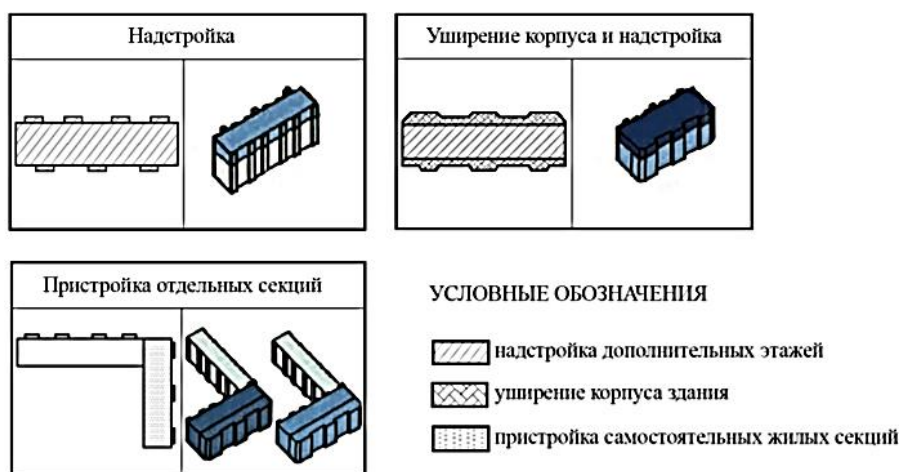 Надстройка
Уширение корпуса и надстройка
Пристройка отдельных секций
УСЛОВНЫЕ ОБОЗНАЧЕНИЯ
надстройка дополнительных этажей
уширение корпуса здания
пристройка самостоятельных жилых секций